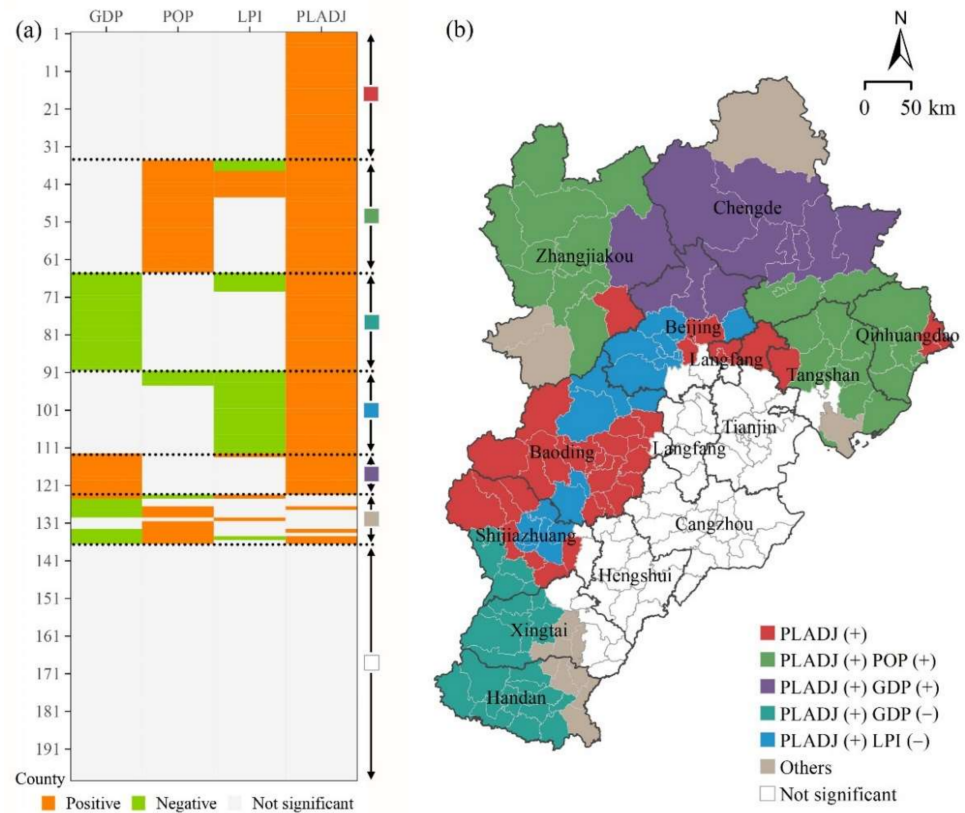 (a)
GDP POP LPI PLADJ
1
11
21
31
41
51
61
71
81
91
101
111
121
131
141
151
161
171
181
191
County
Positive Negative Not significant
(b)
N
0 50 km
Chengde
Zhangjiakou
Beijing
Qinhuangdao
Langfang
Tangshan
Tianjin
Baoding
Langfang
Cangzhou
Shijiazhuang
Hengshui
Xingtai
Handan
PLADJ (+)
PLADJ (+) POP (+)
PLADJ (+) GDP (+)
PLADJ (+) GDP (−)
PLADJ (+) LPI (−)
Others
Not significant